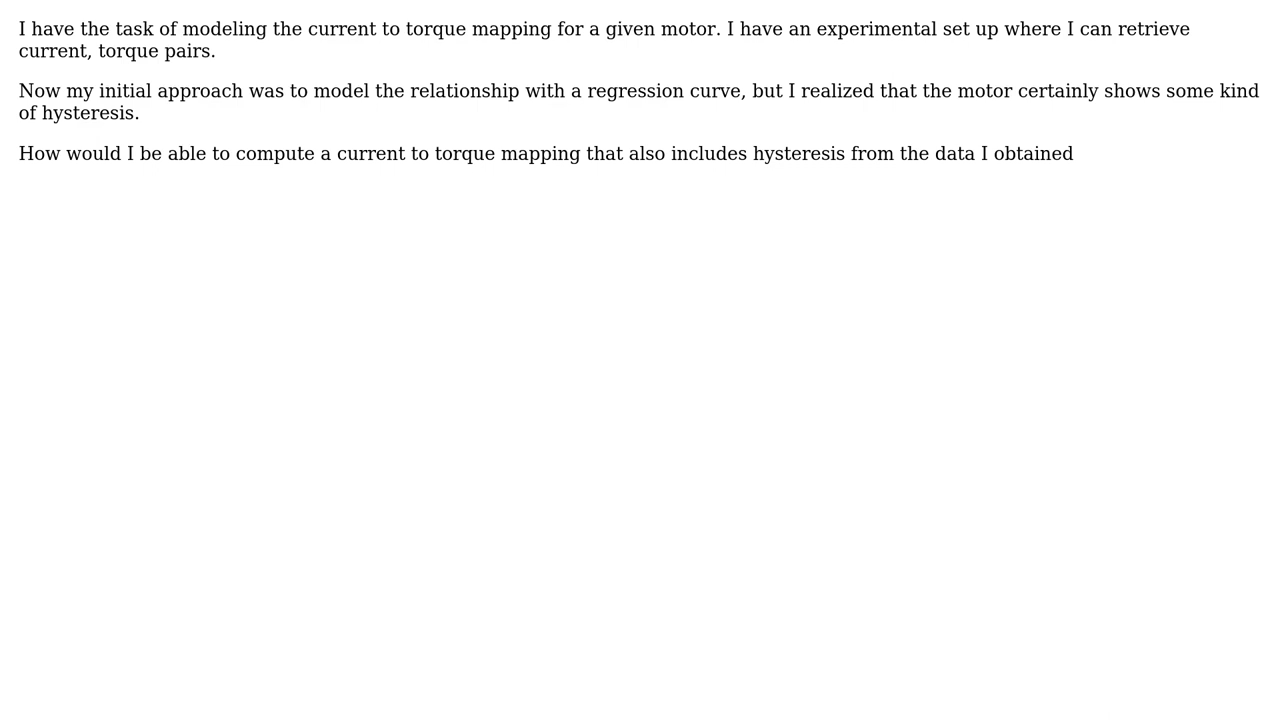 I have the task of modeling the current to torque mapping for a given motor. I have an experimental set up where I can retrieve
current, torque pairs.
Now my initial approach was to model the relationship with a regression curve, but I realized that the motor certainly shows some kind
of hysteresis.
How would I be able to compute a current to torque mapping that also includes hysteresis from the data I obtained